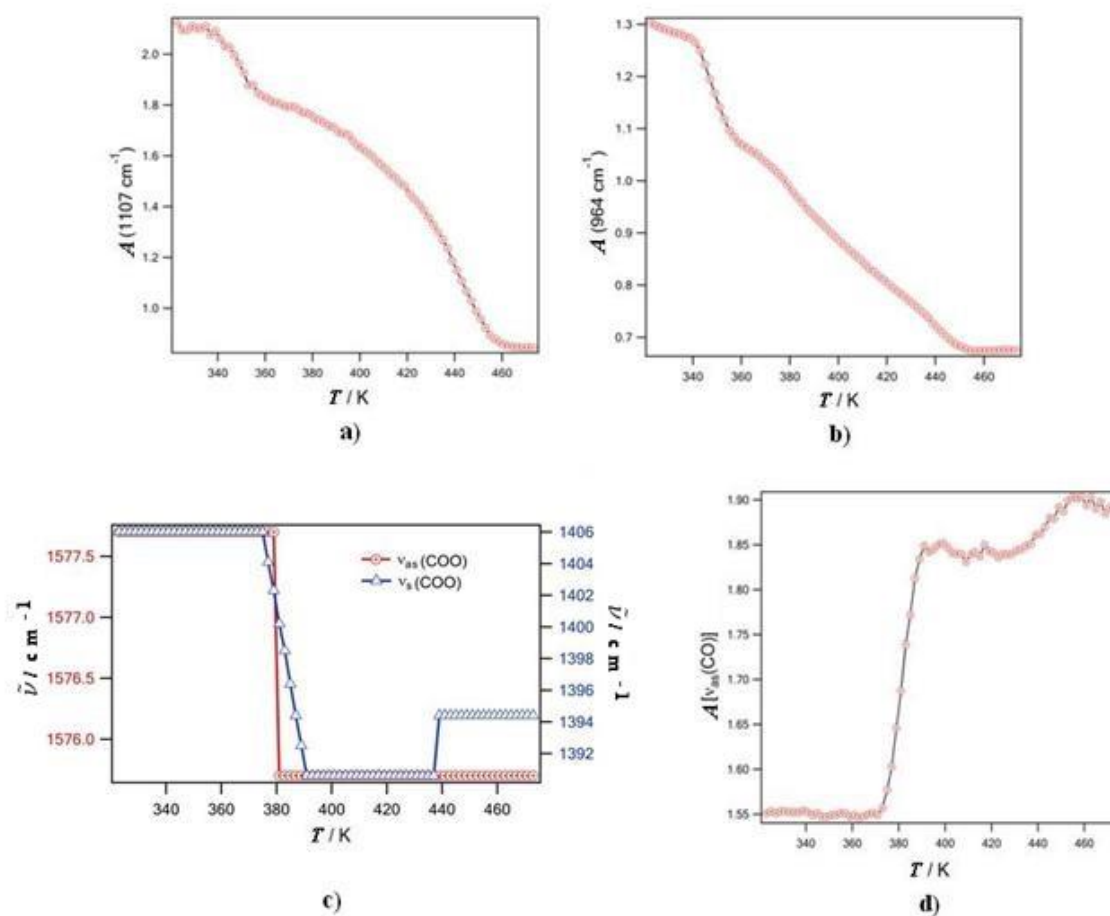 2.0
1.8
1.6
1.4
1.2
1.0
A (1107 cm⁻¹)
340 360 380 400 420 440 460
T / K
a)
1.3
1.2
1.1
1.0
0.9
0.8
0.7
A (964 cm⁻¹)
340 360 380 400 420 440 460
T / K
b)
1577.5
1577.0
1576.5
1576.0
ν̃ / cm -1
νas(COO)
νs(COO)
1406
1404
1402
1400
1398
1396
1394
1392
ν̃ / cm -1
340 360 380 400 420 440 460
T / K
c)
1.90
1.85
1.80
1.75
1.70
1.65
1.60
1.55
A [νas(CO)]
340 360 380 400 420 440 460
T / K
d)